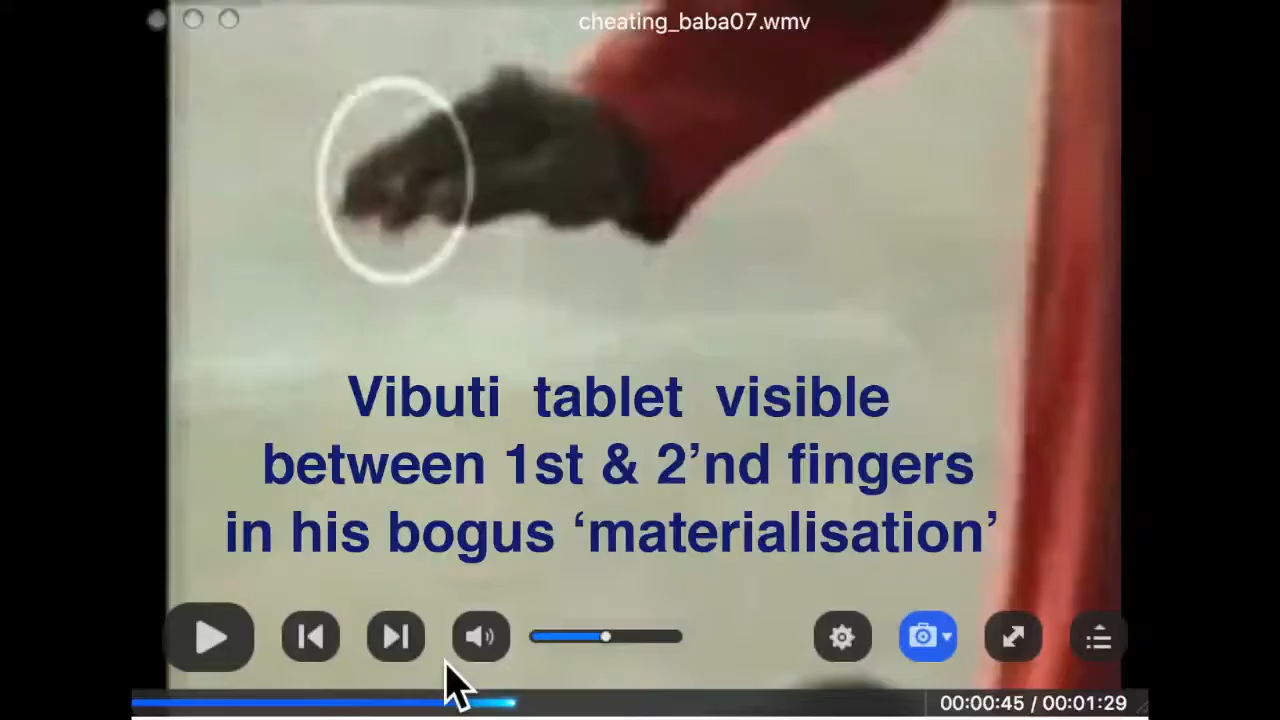 cheating_baba07.wmv
Vibuti tablet visible
between 1st & 2’nd fingers
in his bogus ‘materialisation’
00:00:45 / 00:01:29